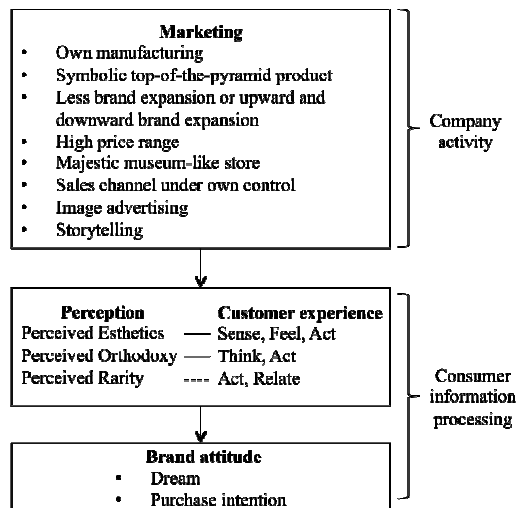 Marketing
• Own manufacturing
• Symbolic top-of-the-pyramid product
• Less brand expansion or upward and
downward brand expansion
• High price range
• Majestic museum-like store
• Sales channel under own control
• Image advertising
• Storytelling
Company
activity
Perception Customer experience
Perceived Esthetics — Sense, Feel, Act
Perceived Orthodoxy — Think, Act
Perceived Rarity ---- Act, Relate
Consumer
information
processing
Brand attitude
▪ Dream
• Purchase intention